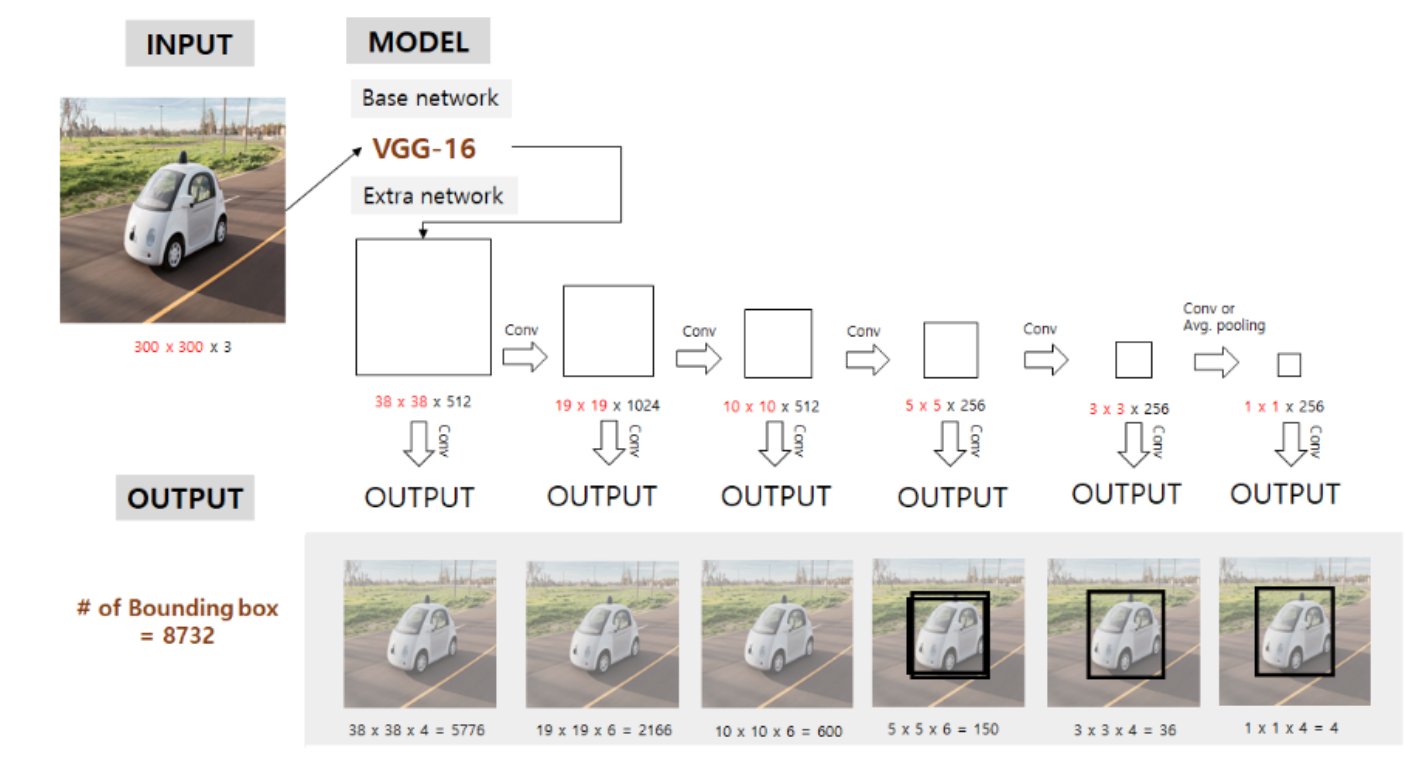 INPUT
MODEL
Base network
VGG-16
Extra network
300 x 300 x 3
Conv
Conv
Conv
Conv
Conv or
Avg. pooling
38 x 38 x 512
19 x 19 x 1024
10 x 10 x 512
5 x 5 x 256
3 x 3 x 256
1 x 1 x 256
Conv
Conv
Conv
Conv
Conv
Conv
OUTPUT
OUTPUT
OUTPUT
OUTPUT
OUTPUT
OUTPUT
OUTPUT
# of Bounding box
= 8732
38 x 38 x 4 = 5776
19 x 19 x 6 = 2166
10 x 10 x 6 = 600
5 x 5 x 6 = 150
3 x 3 x 4 = 36
1 x 1 x 4 = 4